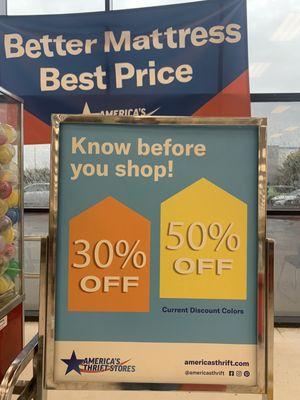 Better Mattress
Best Price
AMERICA'S
Know before
you shop!
30%
OFF
50%
OFF
Current Discount Colors
AMERICA'S
THRIFT★STORES
americasthrift.com
@americasthrift